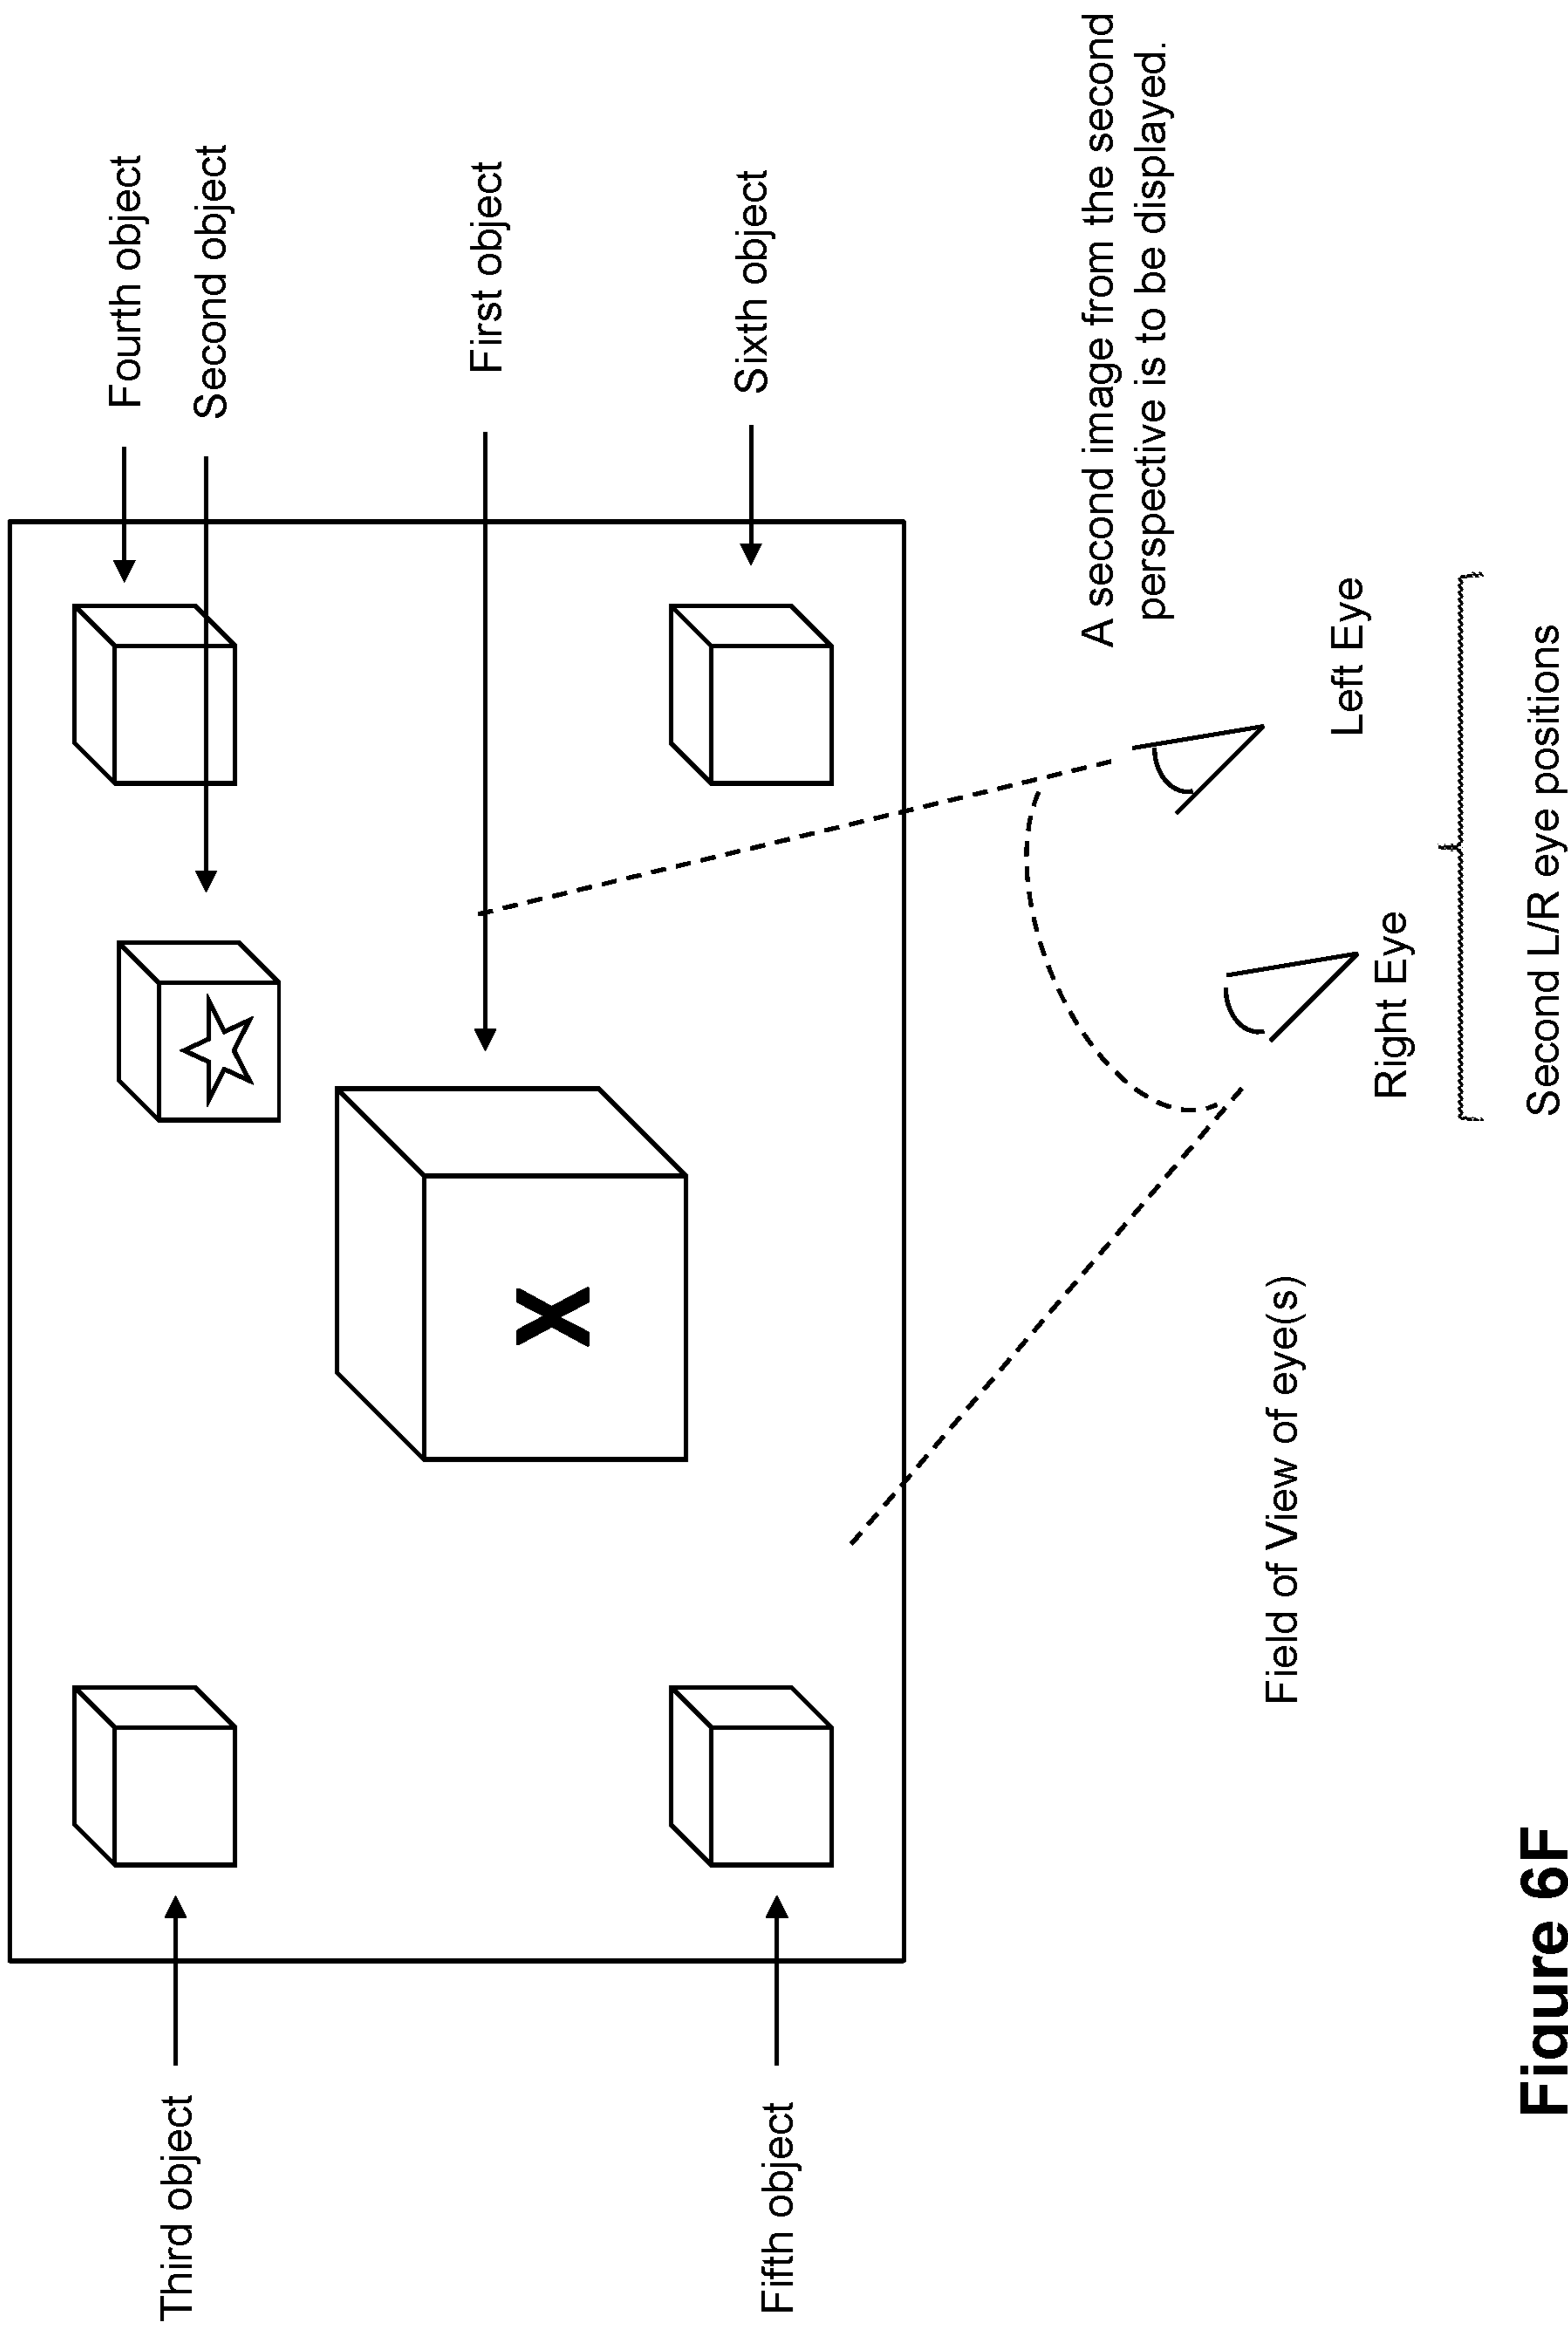 Fourth object
Second object
Third object
First object
Sixth object
Fifth object
X
A second image from the second
perspective is to be displayed.
Field of View of eye(s)
Left Eye
Right Eye
Second L/R eye positions
Figure 6F